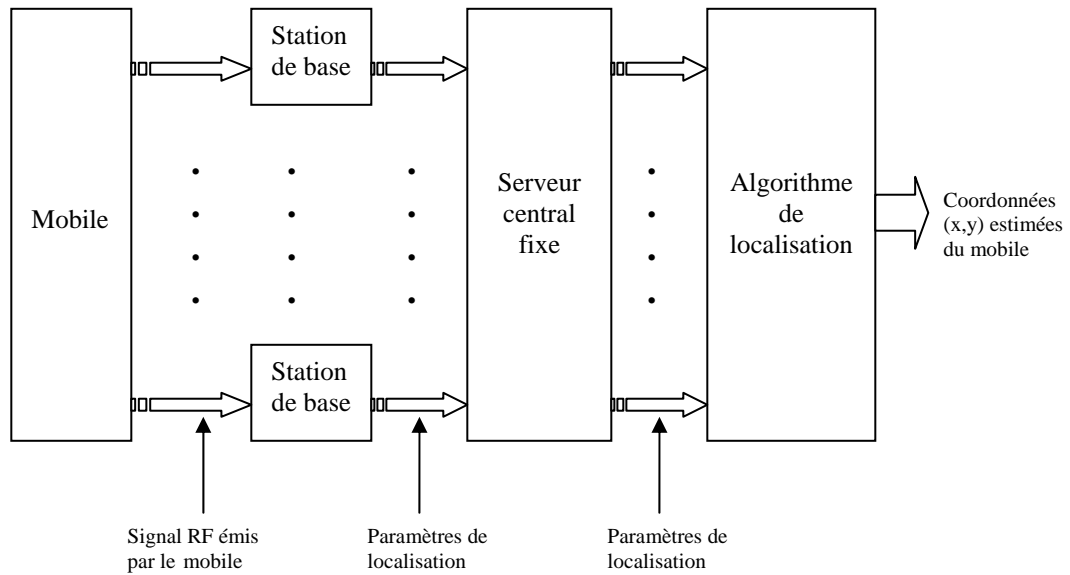 Station
de base
Mobile
Serveur
central
fixe
Algorithme
de
localisation
Coordonnées
(x,y) estimées
du mobile
Station
de base
Signal RF émis
par le mobile
Paramètres de
localisation
Paramètres de
localisation